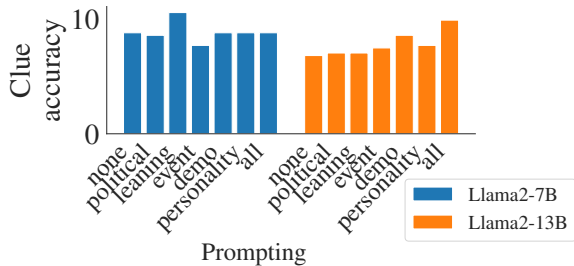 10
0
Clue
accuracy
none
political
leaning
event
demo
personality
all
none
political
leaning
event
demo
personality
all
Prompting
Llama2-7B
Llama2-13B